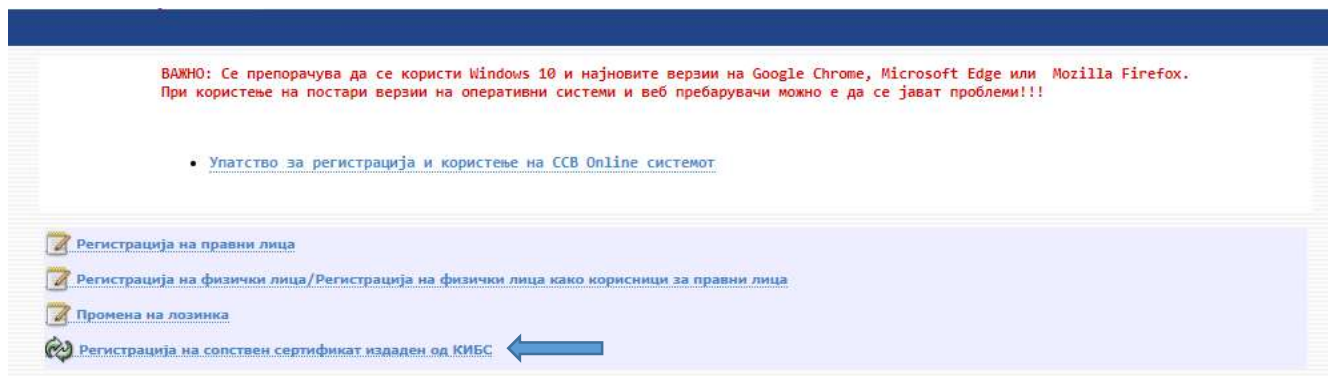 ВАЖНО: Се препорачува да се користи Windows 10 и најновите верзии на Google Chrome, Microsoft Edge или Mozilla Firefox.
При користење на постари верзии на оперативни системи и веб пребарувачи можно е да се јават проблеми!!!
• Упатство за регистрација и користење на ССВ Online системот
Регистрација на правни лица
Регистрација на физички лица/Регистрација на физички лица како корисници за правни лица
Промена на лозинка
Регистрација на сопствен сертификат издаден од КИБС